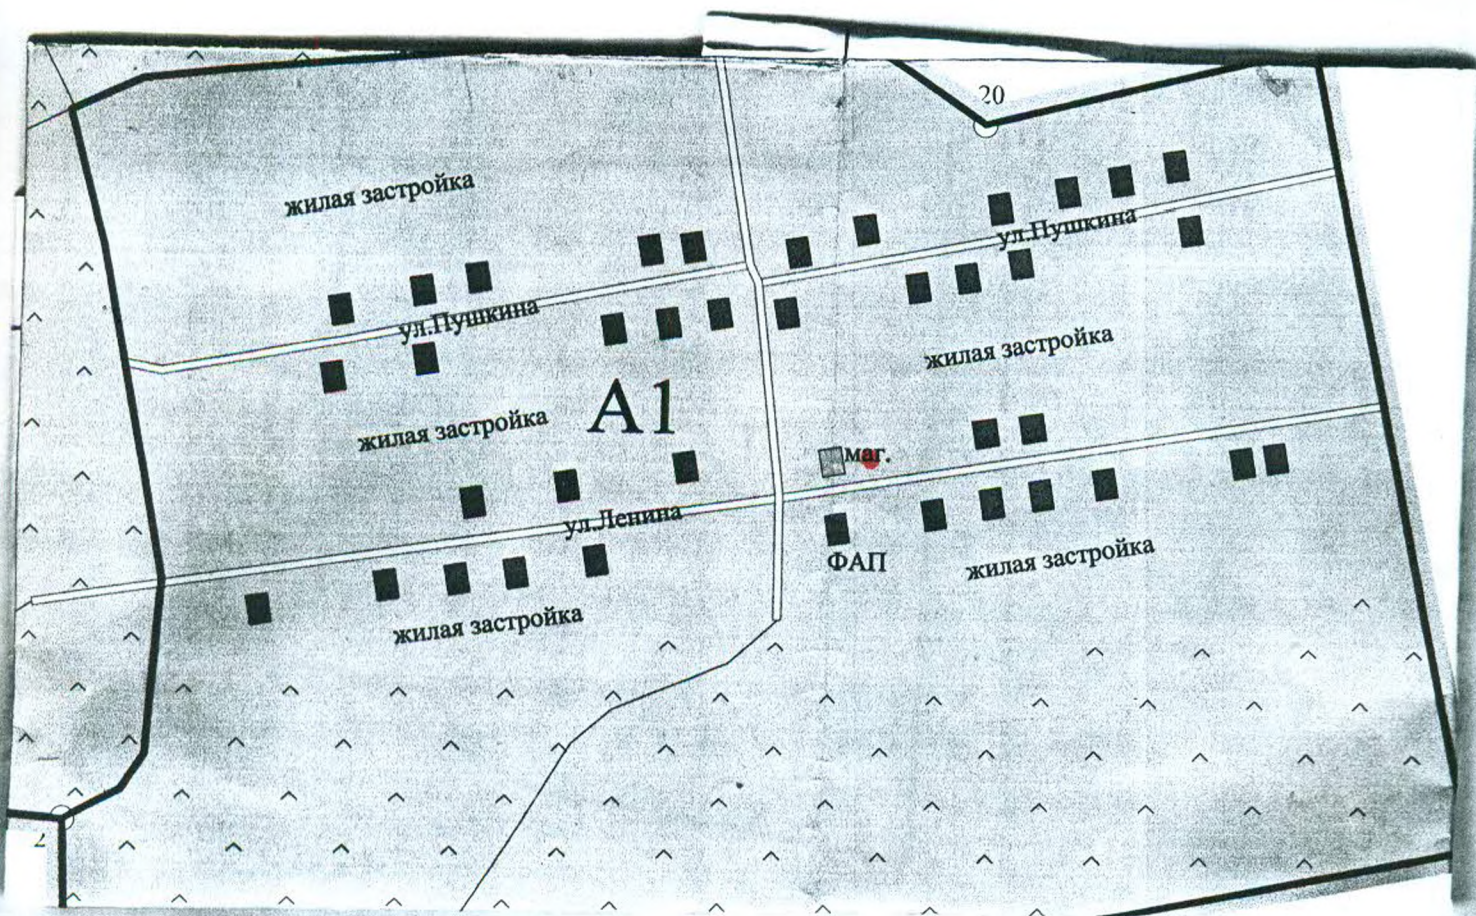 20
жилая застройка
ул.Пушкина
ул.Пушкина
жилая застройка
жилая застройка
А1
маг.
ул.Ленина
ФАП
жилая застройка
жилая застройка
2